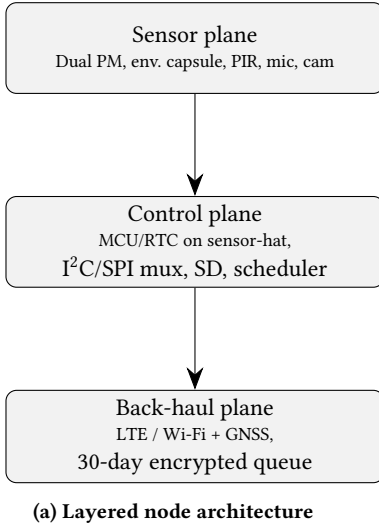 Sensor plane
Dual PM, env. capsule, PIR, mic, cam
Control plane
MCU/RTC on sensor-hat,
I²C/SPI mux, SD, scheduler
Back-haul plane
LTE / Wi-Fi + GNSS,
30-day encrypted queue
(a) Layered node architecture